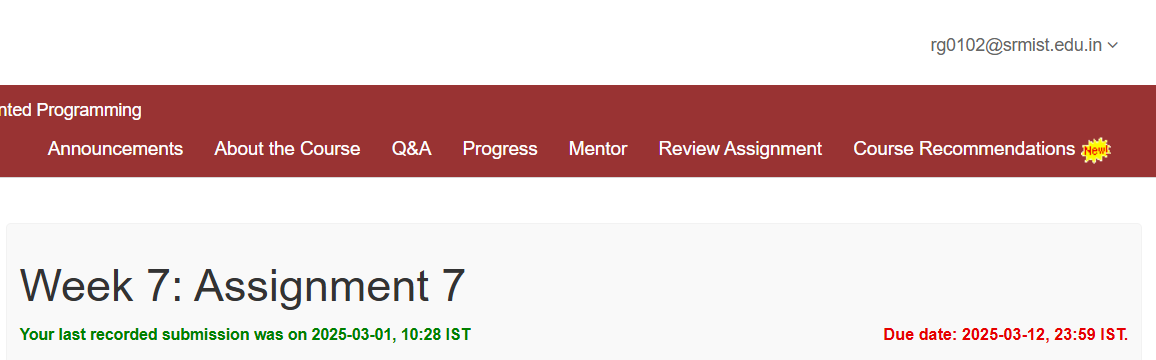 rg0102@srmist.edu.in
nted Programming
Announcements About the Course Q&A Progress Mentor Review Assignment Course Recommendations New!
Week 7: Assignment 7
Your last recorded submission was on 2025-03-01, 10:28 IST Due date: 2025-03-12, 23:59 IST.